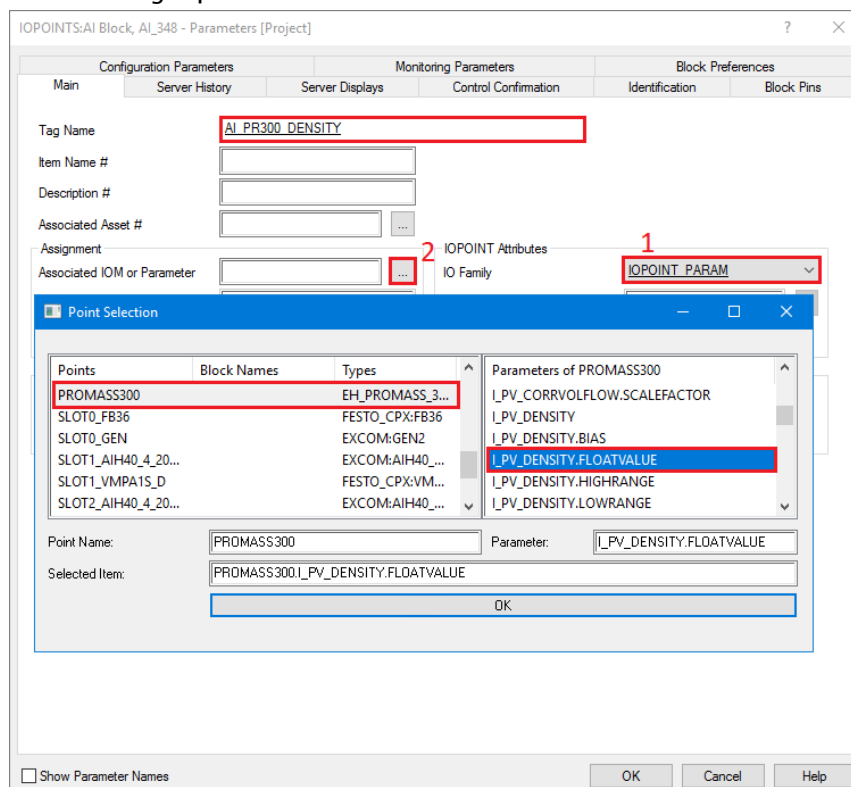 IOPOINTS:AI Block, AI_348 - Parameters [Project] ? ×
Configuration Parameters Monitoring Parameters Block Preferences
Main Server History Server Displays Control Confirmation Identification Block Pins
Tag Name AI_PR300_DENSITY
Item Name #
Description #
Associated Asset # ...
Assignment 2 IOPOINT Attributes 1
Associated IOM or Parameter ... IO Family IOPOINT_PARAM
Point Selection
Points Block Names Types Parameters of PROMASS300
PROMASS300 EH_PROMASS_3... I_PV_CORRVOLFLOW.SCALEFACTOR
SLOT0_FB36 FESTO_CPX:FB36 I_PV_DENSITY
SLOT0_GEN EXCOM:GEN2 I_PV_DENSITY.BIAS
SLOT1_AIH40_4_20... EXCOM:AIH40_... I_PV_DENSITY.FLOATVALUE
SLOT1_VMPA1S_D FESTO_CPX:VM... I_PV_DENSITY.HIGHRANGE
SLOT2_AIH40_4_20... EXCOM:AIH40_... I_PV_DENSITY.LOWRANGE
Point Name: PROMASS300 Parameter: I_PV_DENSITY.FLOATVALUE
Selected Item: PROMASS300.I_PV_DENSITY.FLOATVALUE
OK
Show Parameter Names OK Cancel Help